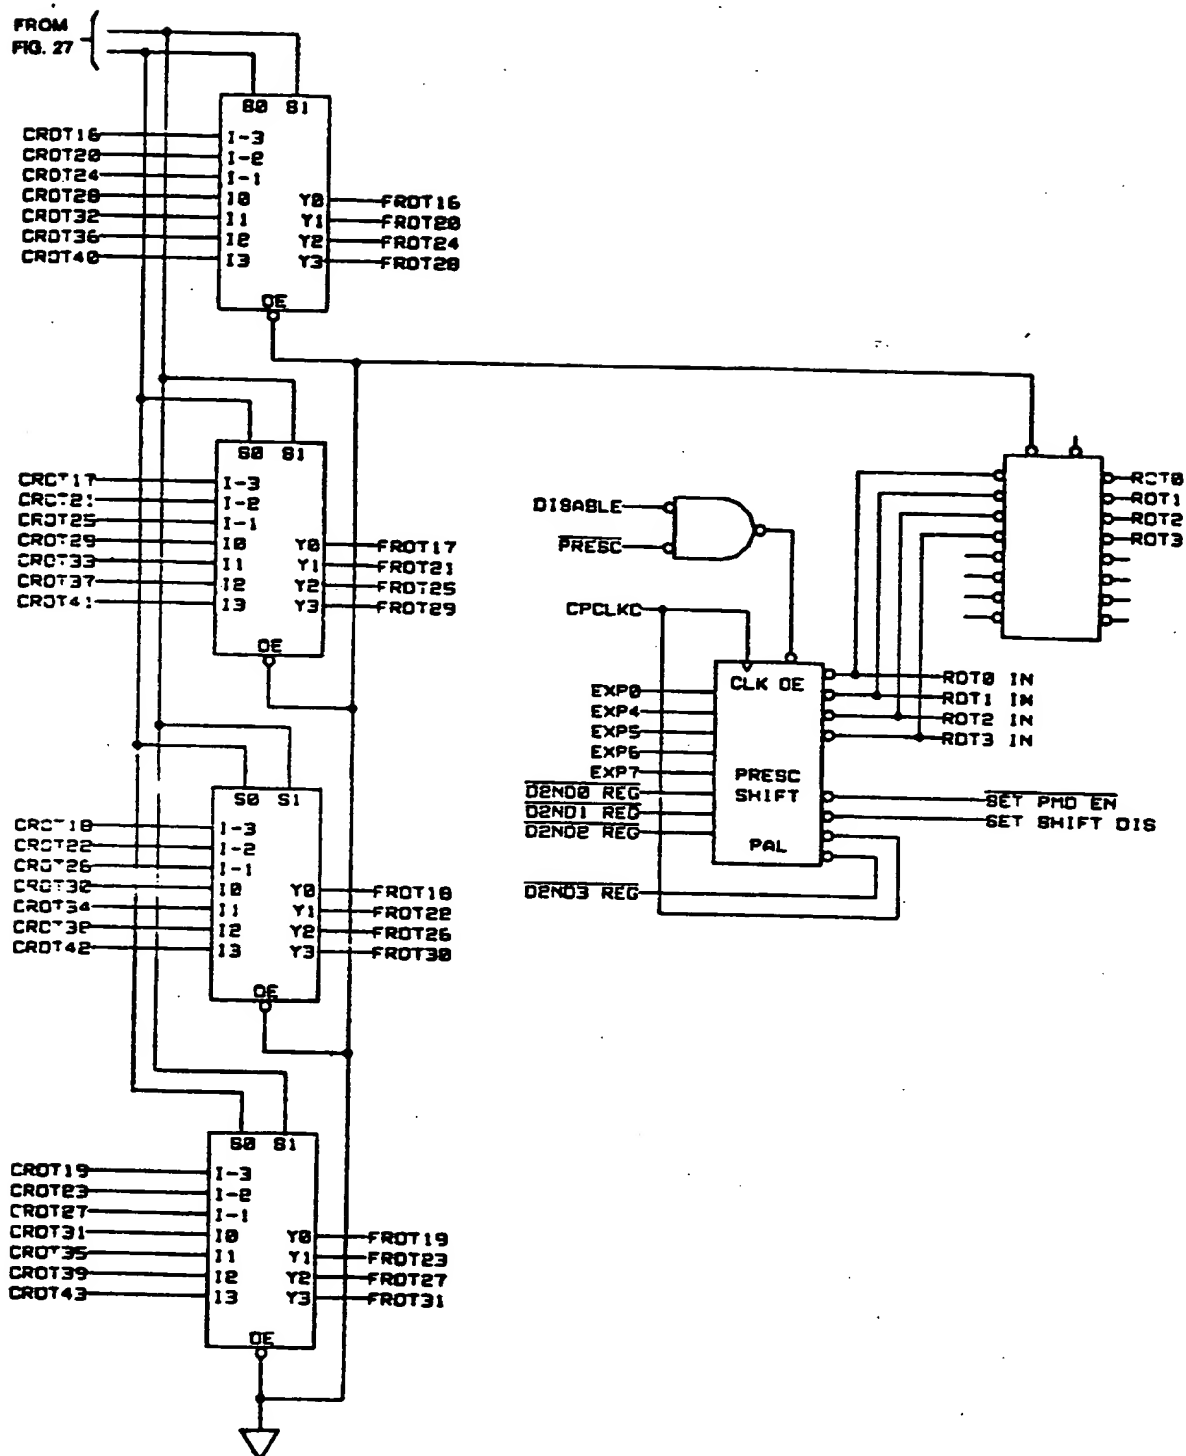 FROM
FIG. 27
S0 S1
CROT16 I-3
CROT20 I-2
CROT24 I-1
CROT28 I0 Y0 FROT16
CROT32 I1 Y1 FROT20
CROT36 I2 Y2 FROT24
CROT40 I3 Y3 FROT28
OE
S0 S1
CROT17 I-3
CROT21 I-2
CROT25 I-1
CROT29 I0 Y0 FROT17
CROT33 I1 Y1 FROT21
CROT37 I2 Y2 FROT25
CROT41 I3 Y3 FROT29
OE
S0 S1
CROT18 I-3
CROT22 I-2
CROT26 I-1
CROT30 I0 Y0 FROT18
CROT34 I1 Y1 FROT22
CROT38 I2 Y2 FROT26
CROT42 I3 Y3 FROT30
OE
S0 S1
CROT19 I-3
CROT23 I-2
CROT27 I-1
CROT31 I0 Y0 FROT19
CROT35 I1 Y1 FROT23
CROT39 I2 Y2 FROT27
CROT43 I3 Y3 FROT31
OE
ROT0
ROT1
ROT2
ROT3
DISABLE
PRESC
CPCLKC
CLK OE
EXP0
EXP4
EXP5
EXP6
EXP7
D2ND0 REG
D2ND1 REG
D2ND2 REG
D2ND3 REG
PRESC
SHIFT
PAL
ROT0 IN
ROT1 IN
ROT2 IN
ROT3 IN
SET PMD EN
SET SHIFT DIS